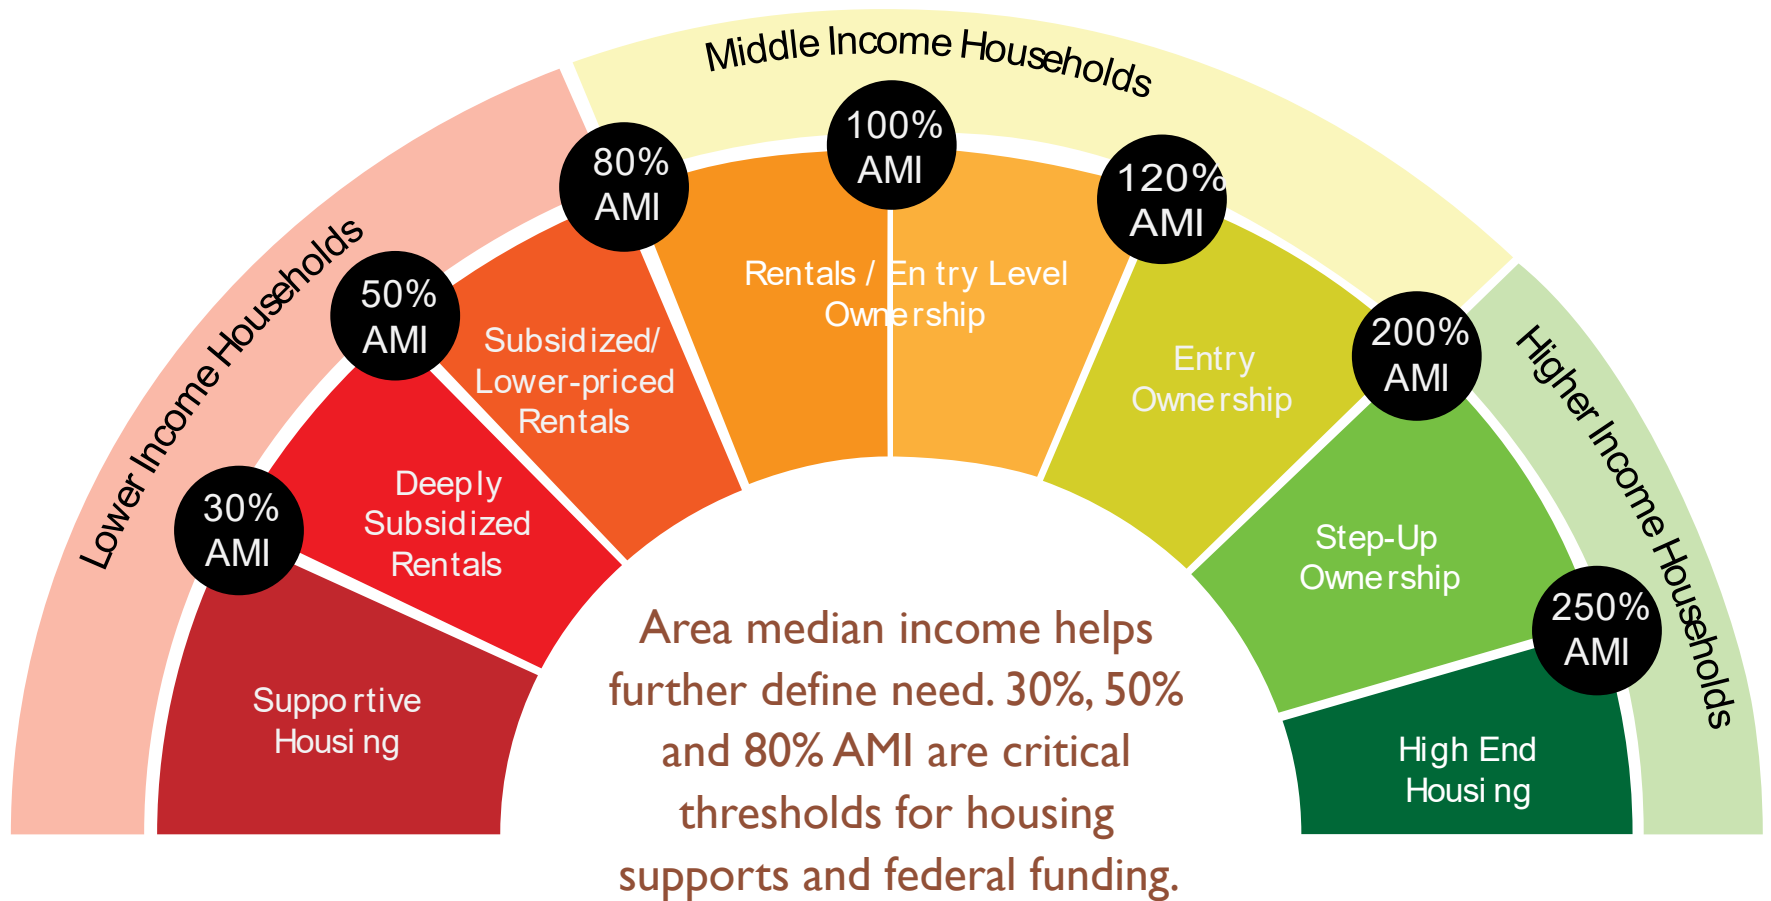 Middle Income Households
Lower Income Households
Higher Income Households
30%
AMI
50%
AMI
80%
AMI
100%
AMI
120%
AMI
200%
AMI
250%
AMI
Supportive
Housing
Deeply
Subsidized
Rentals
Subsidized/
Lower-priced
Rentals
Rentals / Entry Level
Ownership
Entry
Ownership
Step-Up
Ownership
High End
Housing
Area median income helps
further define need. 30%, 50%
and 80% AMI are critical
thresholds for housing
supports and federal funding.